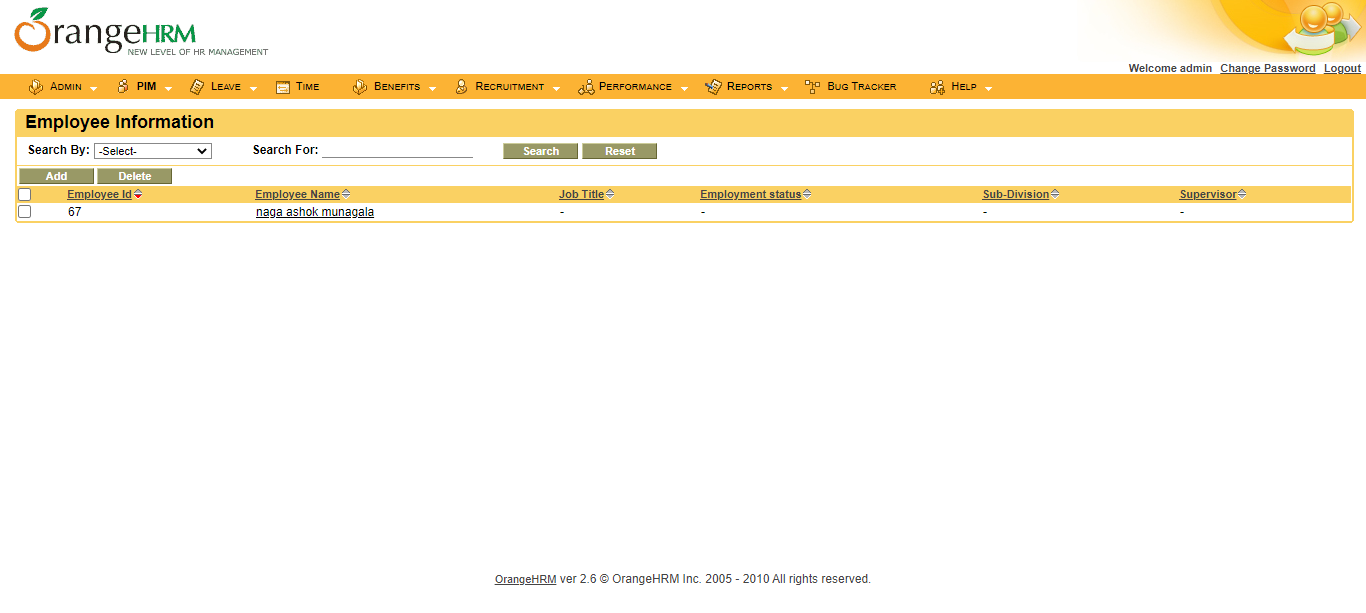 OrangeHRM
NEW LEVEL OF HR MANAGEMENT
Welcome admin Change Password Logout
ADMIN PIM LEAVE TIME BENEFITS RECRUITMENT PERFORMANCE REPORTS BUG TRACKER HELP
Employee Information
Search By: -Select- Search For: Search Reset
Add Delete
Employee Id Employee Name Job Title Employment status Sub-Division Supervisor
67 naga ashok munagala - - - -
OrangeHRM ver 2.6 © OrangeHRM Inc. 2005 - 2010 All rights reserved.